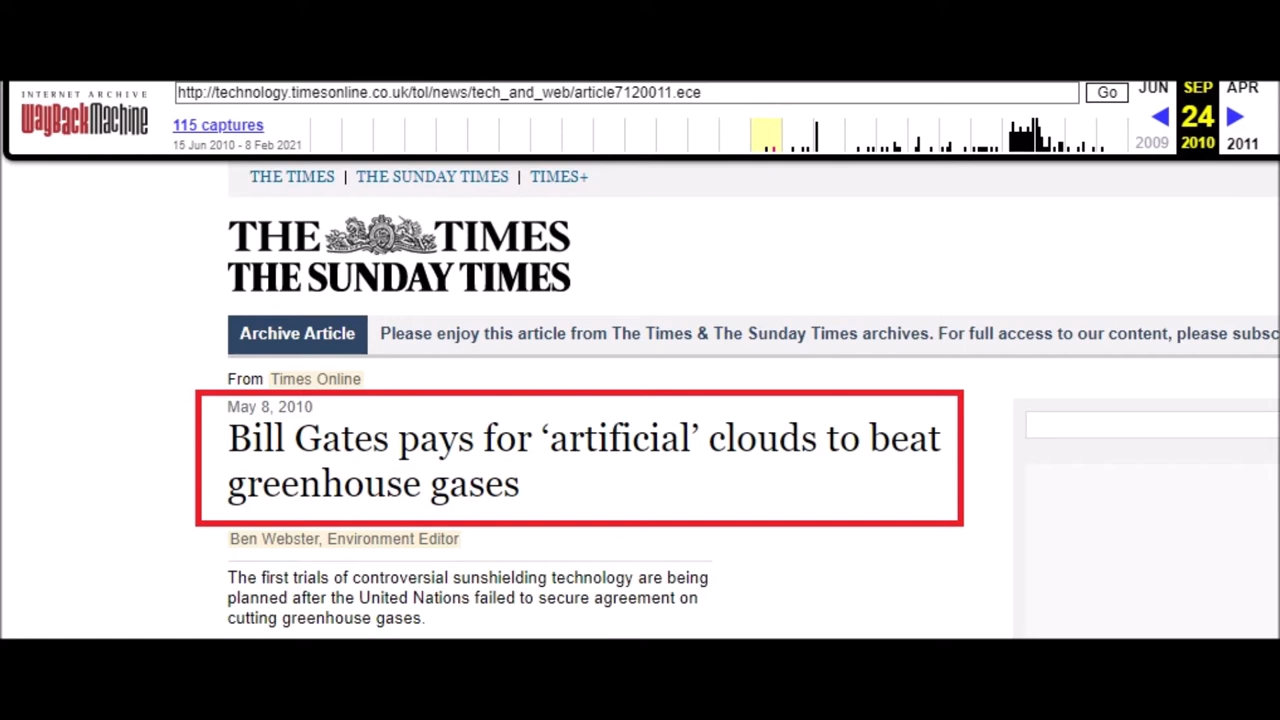 INTERNET ARCHIVE
WayBackMachine
http://technology.timesonline.co.uk/tol/news/tech_and_web/article7120011.ece
Go
JUN SEP APR
115 captures
24
15 Jun 2010 - 8 Feb 2021
2009 2010 2011
THE TIMES | THE SUNDAY TIMES | TIMES+
THE TIMES
THE SUNDAY TIMES
Archive Article Please enjoy this article from The Times & The Sunday Times archives. For full access to our content, please subsc
From Times Online
May 8, 2010
Bill Gates pays for ‘artificial’ clouds to beat
greenhouse gases
Ben Webster, Environment Editor
The first trials of controversial sunshielding technology are being
planned after the United Nations failed to secure agreement on
cutting greenhouse gases.